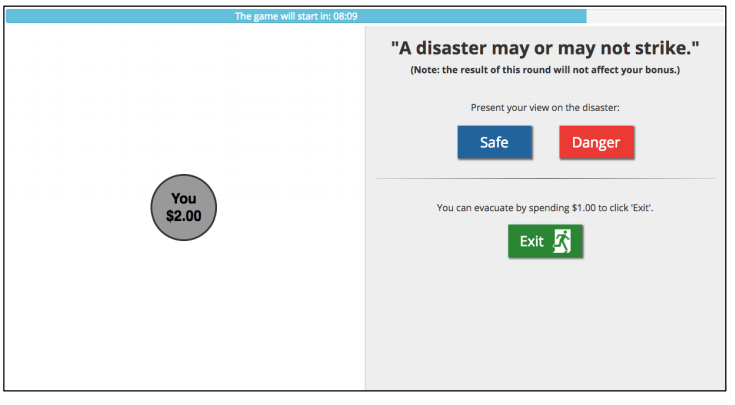 The game will start in: 08:09
"A disaster may or may not strike."
(Note: the result of this round will not affect your bonus.)
Present your view on the disaster:
Safe
Danger
You
$2.00
You can evacuate by spending $1.00 to click 'Exit'.
Exit